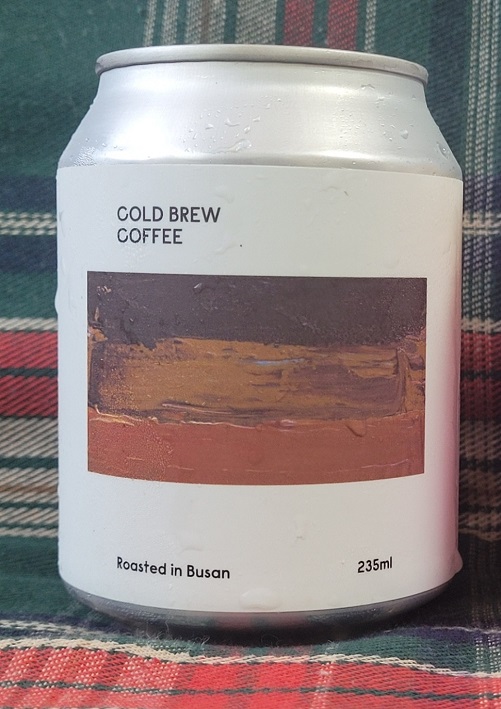 COLD BREW
COFFEE
Roasted in Busan
235ml